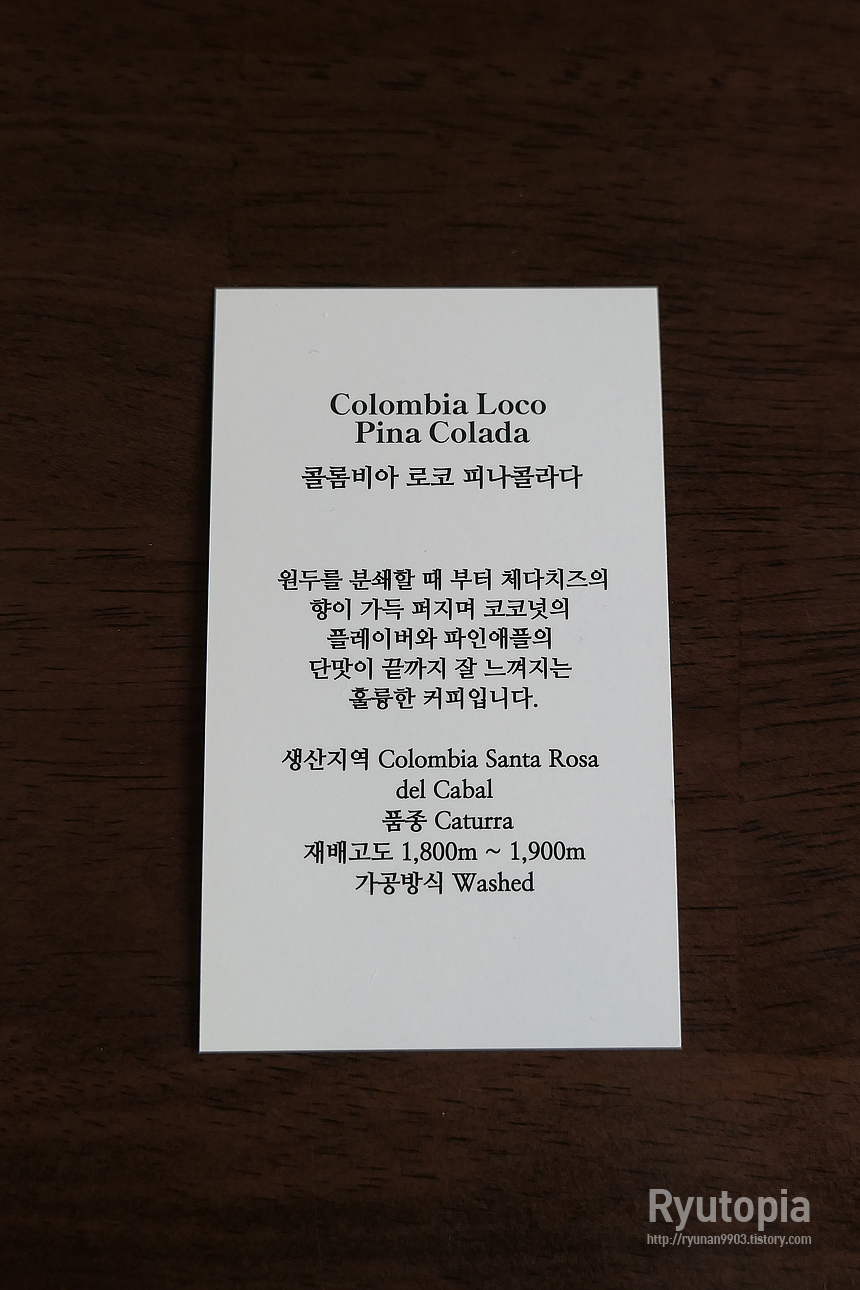 Colombia Loco
Pina Colada
콜롬비아 로코 피나콜라다
원두를 분쇄할 때 부터 체다치즈의
향이 가득 퍼지며 코코넛의
플레이버와 파인애플의
단맛이 끝까지 잘 느껴지는
훌륭한 커피입니다.
생산지역 Colombia Santa Rosa
del Cabal
품종 Caturra
재배고도 1,800m ~ 1,900m
가공방식 Washed
Ryutopia
http://ryunan9903.tistory.com